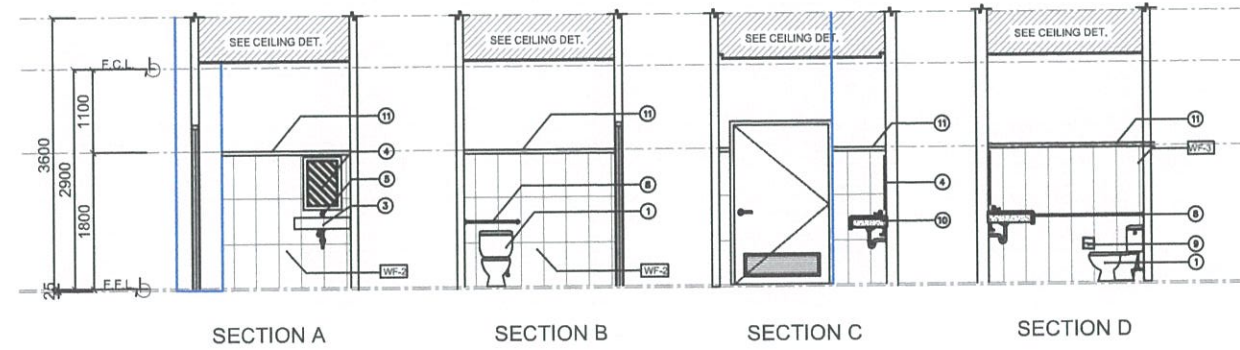 SEE CEILING DET.
SEE CEILING DET.
SEE CEILING DET.
SEE CEILING DET.
F.C.L.
3600
2900
1100
1800
25
F.F.L.
11
4
5
3
WF-2
11
8
1
WF-2
11
4
10
11
WF-3
8
9
1
SECTION A
SECTION B
SECTION C
SECTION D